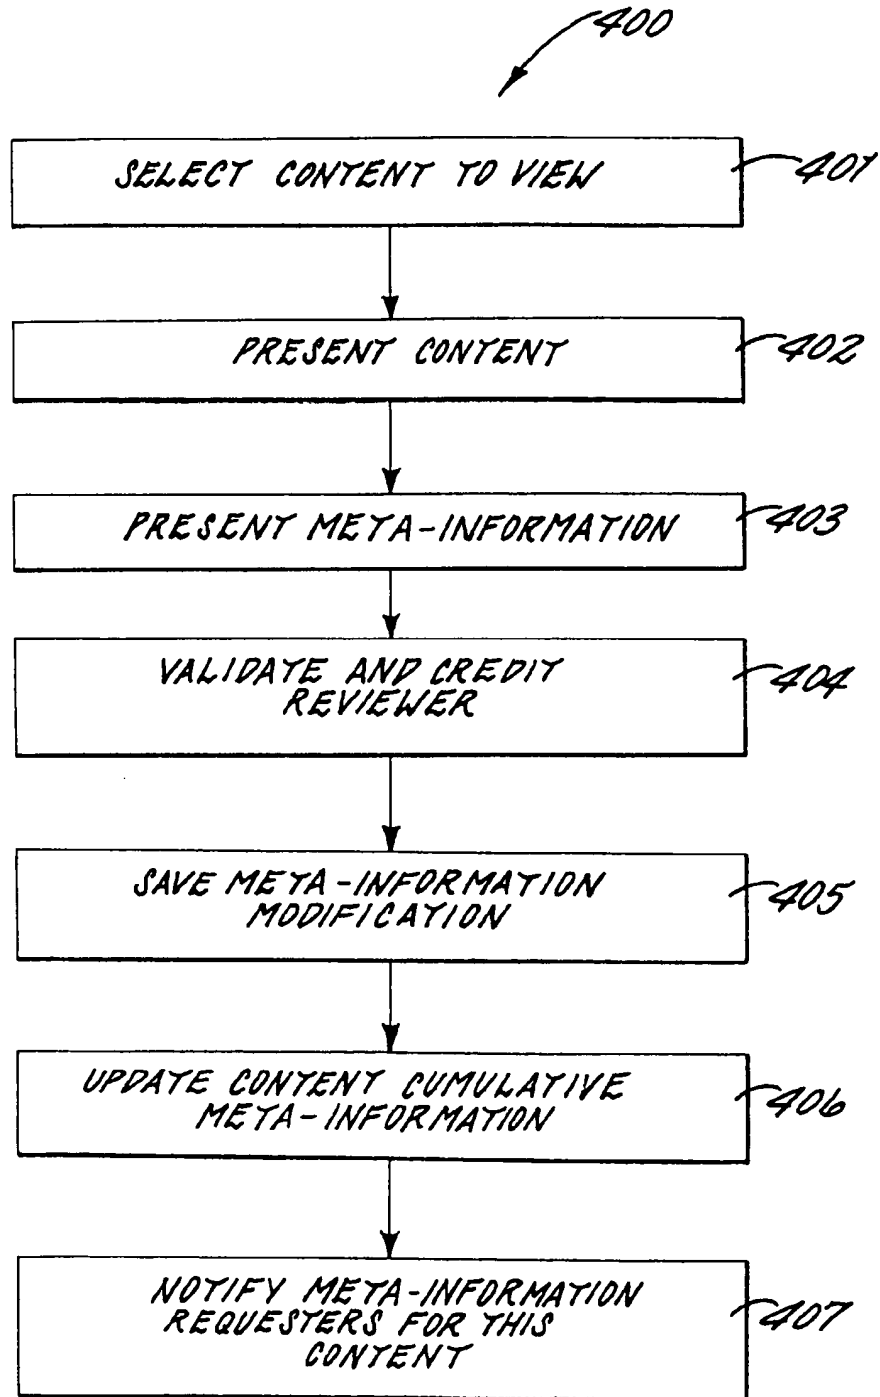 400
SELECT CONTENT TO VIEW
401
PRESENT CONTENT
402
PRESENT META-INFORMATION
403
VALIDATE AND CREDIT
REVIEWER
404
SAVE META-INFORMATION
MODIFICATION
405
UPDATE CONTENT CUMULATIVE
META-INFORMATION
406
NOTIFY META-INFORMATION
REQUESTERS FOR THIS
CONTENT
407